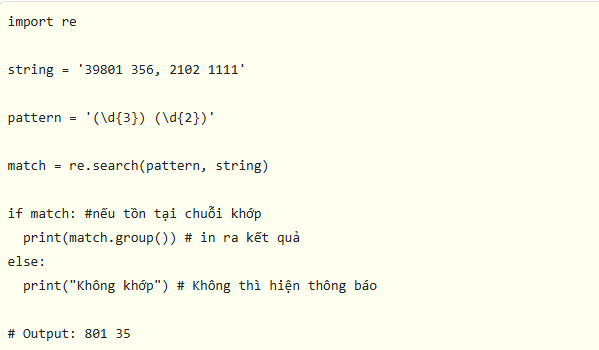 import re
string = '39801 356, 2102 1111'
pattern = '(\d{3}) (\d{2})'
match = re.search(pattern, string)
if match: #nếu tồn tại chuỗi khớp
  print(match.group()) # in ra kết quả
else:
  print("Không khớp") # Không thì hiện thông báo
# Output: 801 35